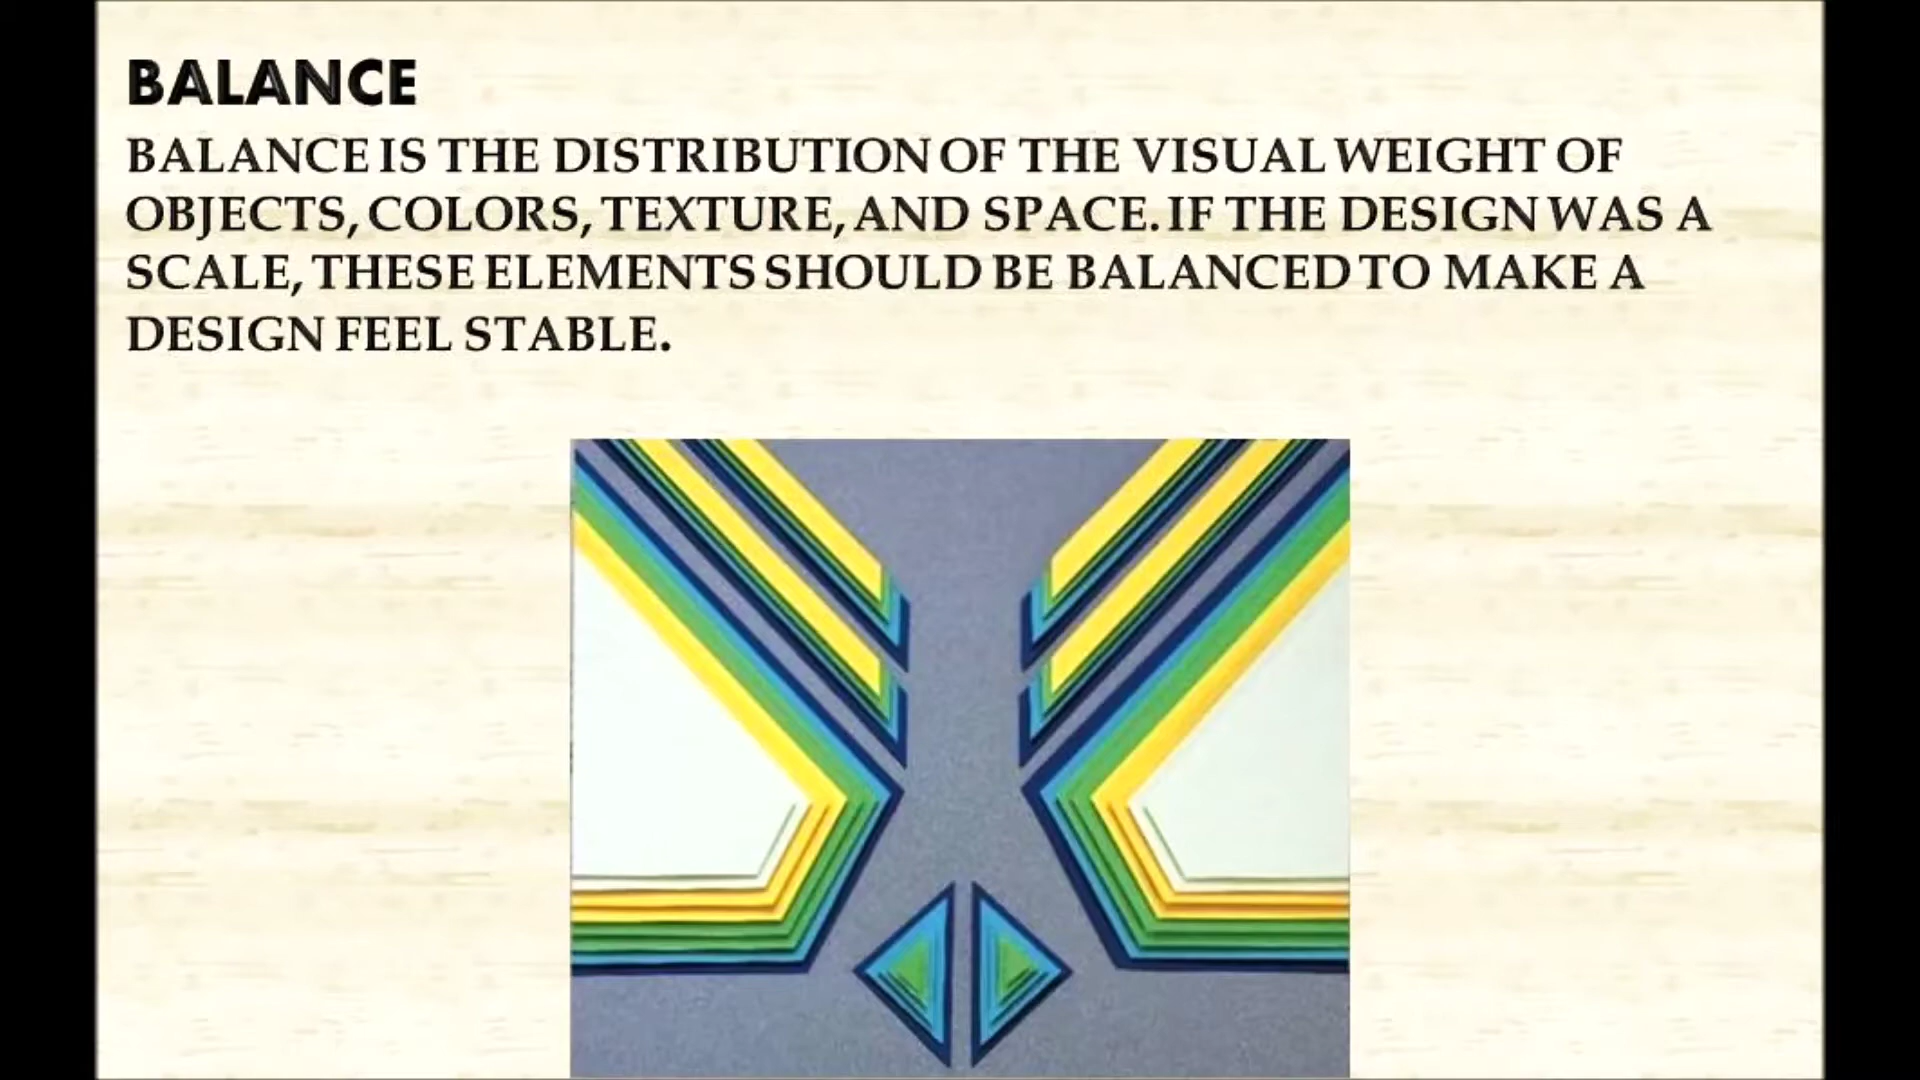 BALANCE
BALANCE IS THE DISTRIBUTION OF THE VISUAL WEIGHT OF
OBJECTS, COLORS, TEXTURE, AND SPACE. IF THE DESIGN WAS A
SCALE, THESE ELEMENTS SHOULD BE BALANCED TO MAKE A
DESIGN FEEL STABLE.